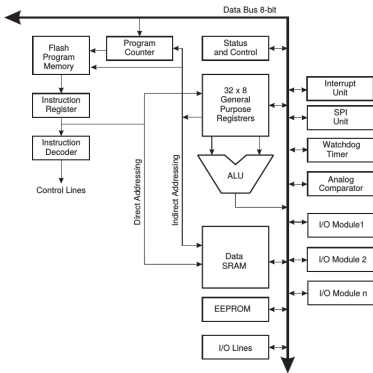 Data Bus 8-bit
Flash
Program
Memory
Program
Counter
Status
and Control
Instruction
Register
32 x 8
General
Purpose
Registrers
Interrupt
Unit
SPI
Unit
Instruction
Decoder
Watchdog
Timer
Direct Addressing
Indirect Addressing
ALU
Analog
Comparator
Control Lines
I/O Module1
Data
SRAM
I/O Module 2
I/O Module n
EEPROM
I/O Lines